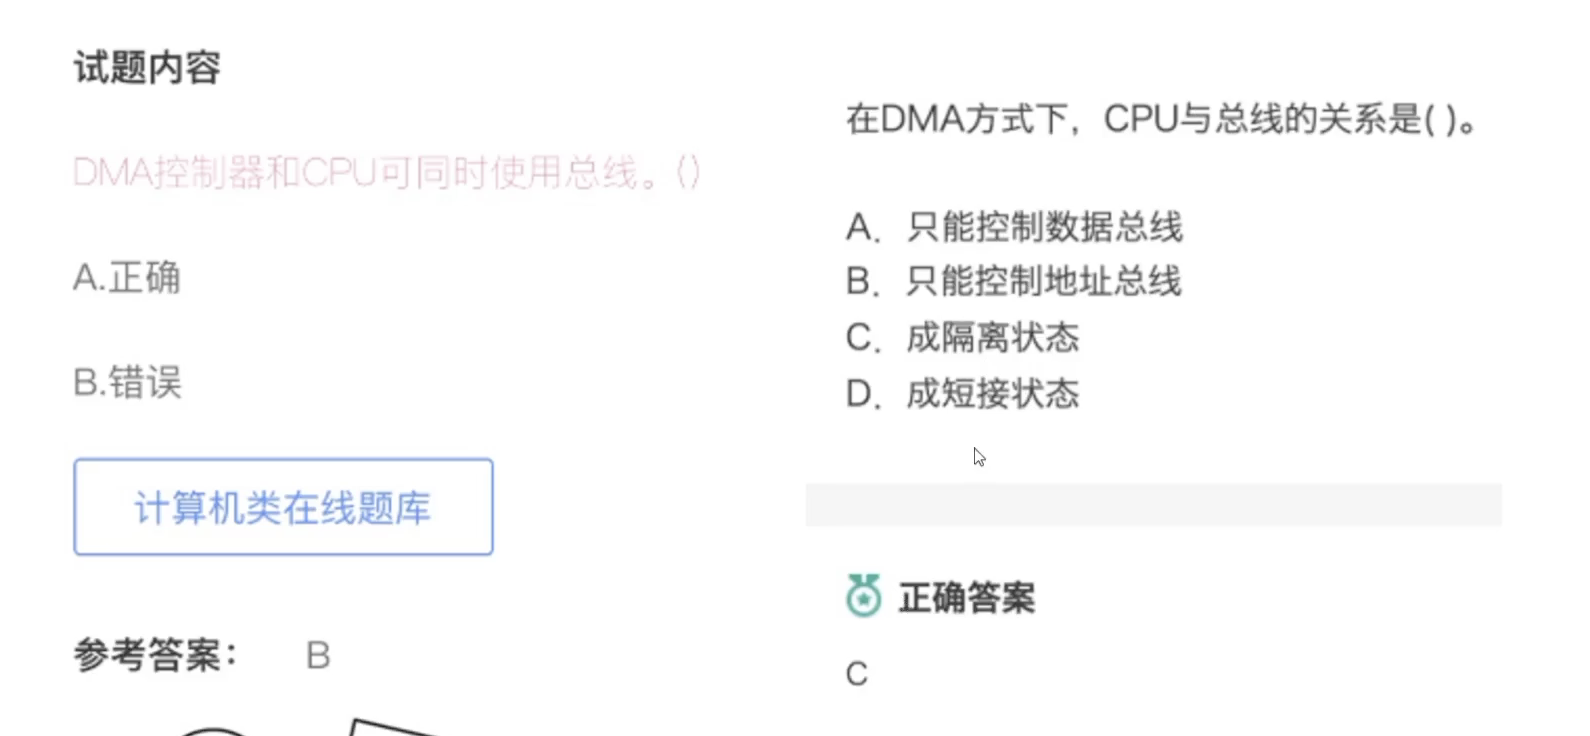 试题内容
DMA控制器和CPU可同时使用总线。()
A.正确
B.错误
计算机类在线题库
参考答案： B
在DMA方式下，CPU与总线的关系是( )。
A．只能控制数据总线
B．只能控制地址总线
C．成隔离状态
D．成短接状态
正确答案
C